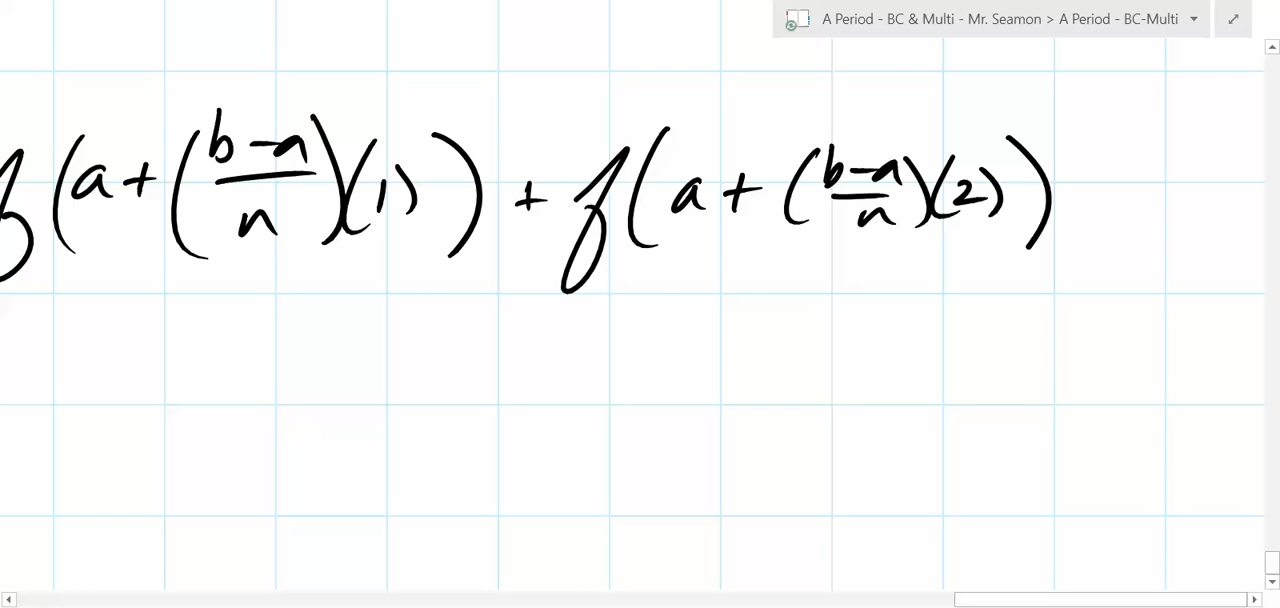 A Period - BC & Multi - Mr. Seamon > A Period - BC-Multi
f(a+(b-a/n)(1)) + f(a+(b-a/n)(2))